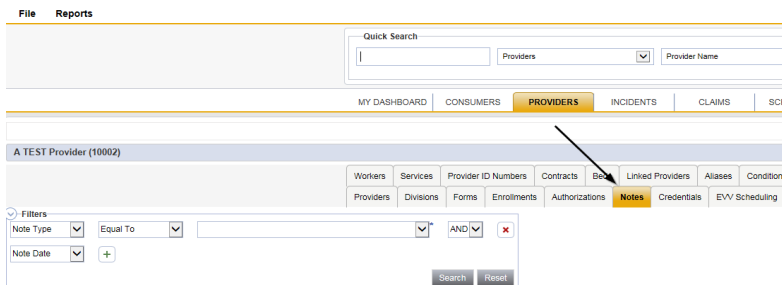 File Reports
Quick Search
Providers Provider Name
MY DASHBOARD CONSUMERS PROVIDERS INCIDENTS CLAIMS
A TEST Provider (10002)
Workers Services Provider ID Numbers Contracts Linked Providers Aliases
Providers Divisions Forms Enrollments Authorizations Notes Credentials EVV Scheduling
Filters
Note Type Equal To * AND
Note Date
Search Reset